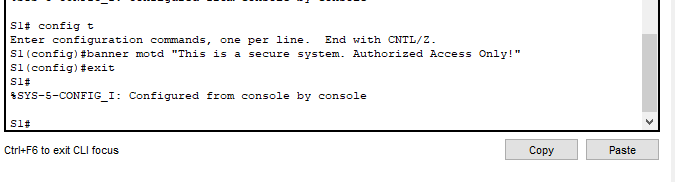 S1# config t
Enter configuration commands, one per line.  End with CNTL/Z.
S1(config)#banner motd "This is a secure system. Authorized Access Only!"
S1(config)#exit
S1#
%SYS-5-CONFIG_I: Configured from console by console
S1#
Ctrl+F6 to exit CLI focus
Copy
Paste